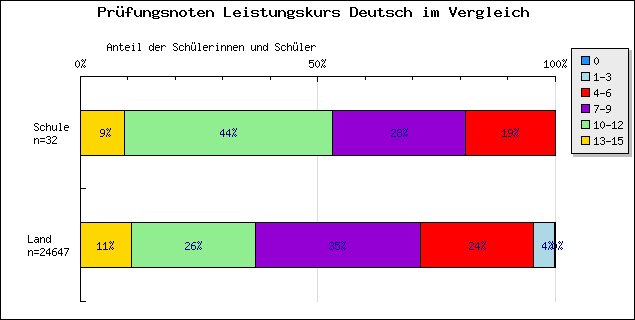 Prüfungsnoten Leistungskurs Deutsch im Vergleich
Anteil der Schülerinnen und Schüler
0% 50% 100%
0
1-3
4-6
7-9
10-12
13-15
Schule
n=32
9% 44% 28% 19%
Land
n=24647
11% 26% 35% 24% 4% 0%